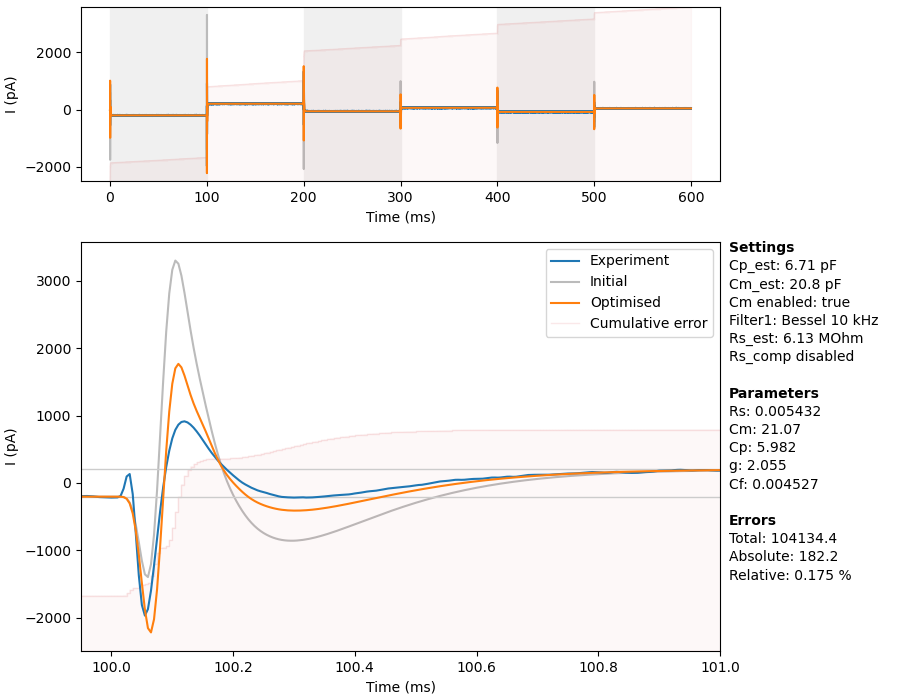 I (pA)
2000
0
−2000
0 100 200 300 400 500 600
Time (ms)
I (pA)
3000
2000
1000
0
−1000
−2000
100.0 100.2 100.4 100.6 100.8 101.0
Time (ms)
Experiment
Initial
Optimised
Cumulative error
Settings
Cp_est: 6.71 pF
Cm_est: 20.8 pF
Cm enabled: true
Filter1: Bessel 10 kHz
Rs_est: 6.13 MOhm
Rs_comp disabled
Parameters
Rs: 0.005432
Cm: 21.07
Cp: 5.982
g: 2.055
Cf: 0.004527
Errors
Total: 104134.4
Absolute: 182.2
Relative: 0.175 %